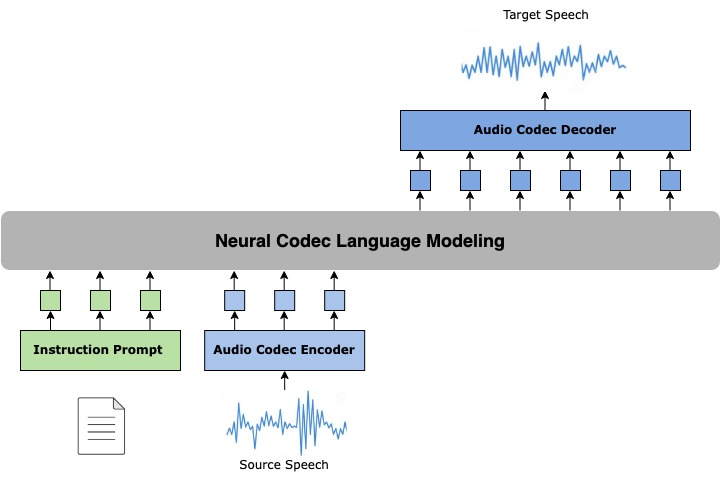 Target Speech
Audio Codec Decoder
Neural Codec Language Modeling
Instruction Prompt
Audio Codec Encoder
Source Speech